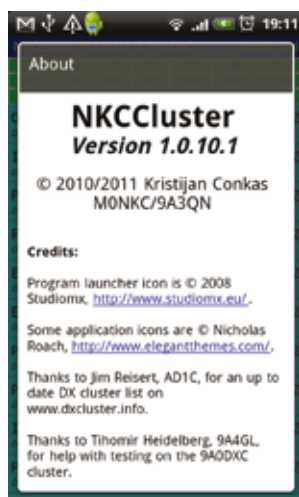 19:11
About
NKCCluster
Version 1.0.10.1
© 2010/2011 Kristijan Conkas
M0NKC/9A3QN
Credits:
Program launcher icon is © 2008
Studiomx, http://www.studiomx.eu/.
Some application icons are © Nicholas
Roach, http://www.elegantthemes.com/.
Thanks to Jim Reisert, AD1C, for an up to
date DX cluster list on
www.dxcluster.info.
Thanks to Tihomir Heidelberg, 9A4GL,
for help with testing on the 9A0DXC
cluster.